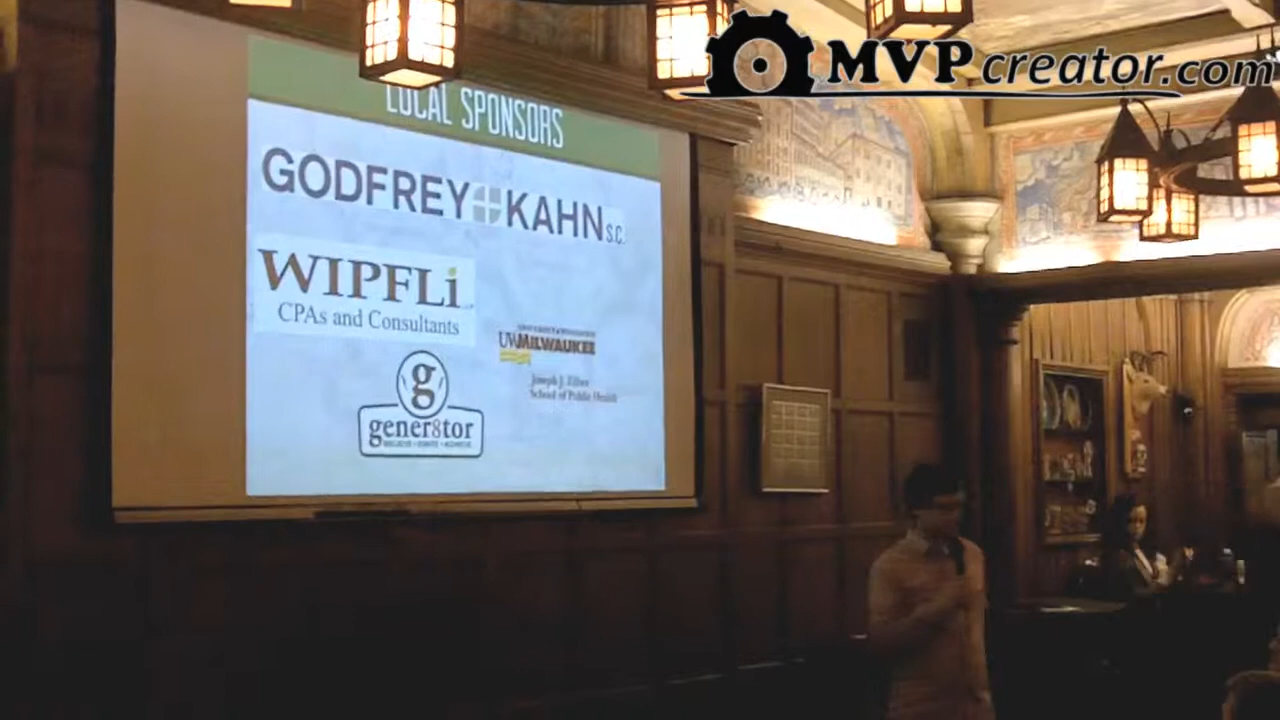 MVPcreator.com
LOCAL SPONSORS
GODFREY KAHN S.C.
WIPFLi
CPAs and Consultants
UWMILWAUKEE
Joseph J. Zilber
School of Public Health
g
gener8tor